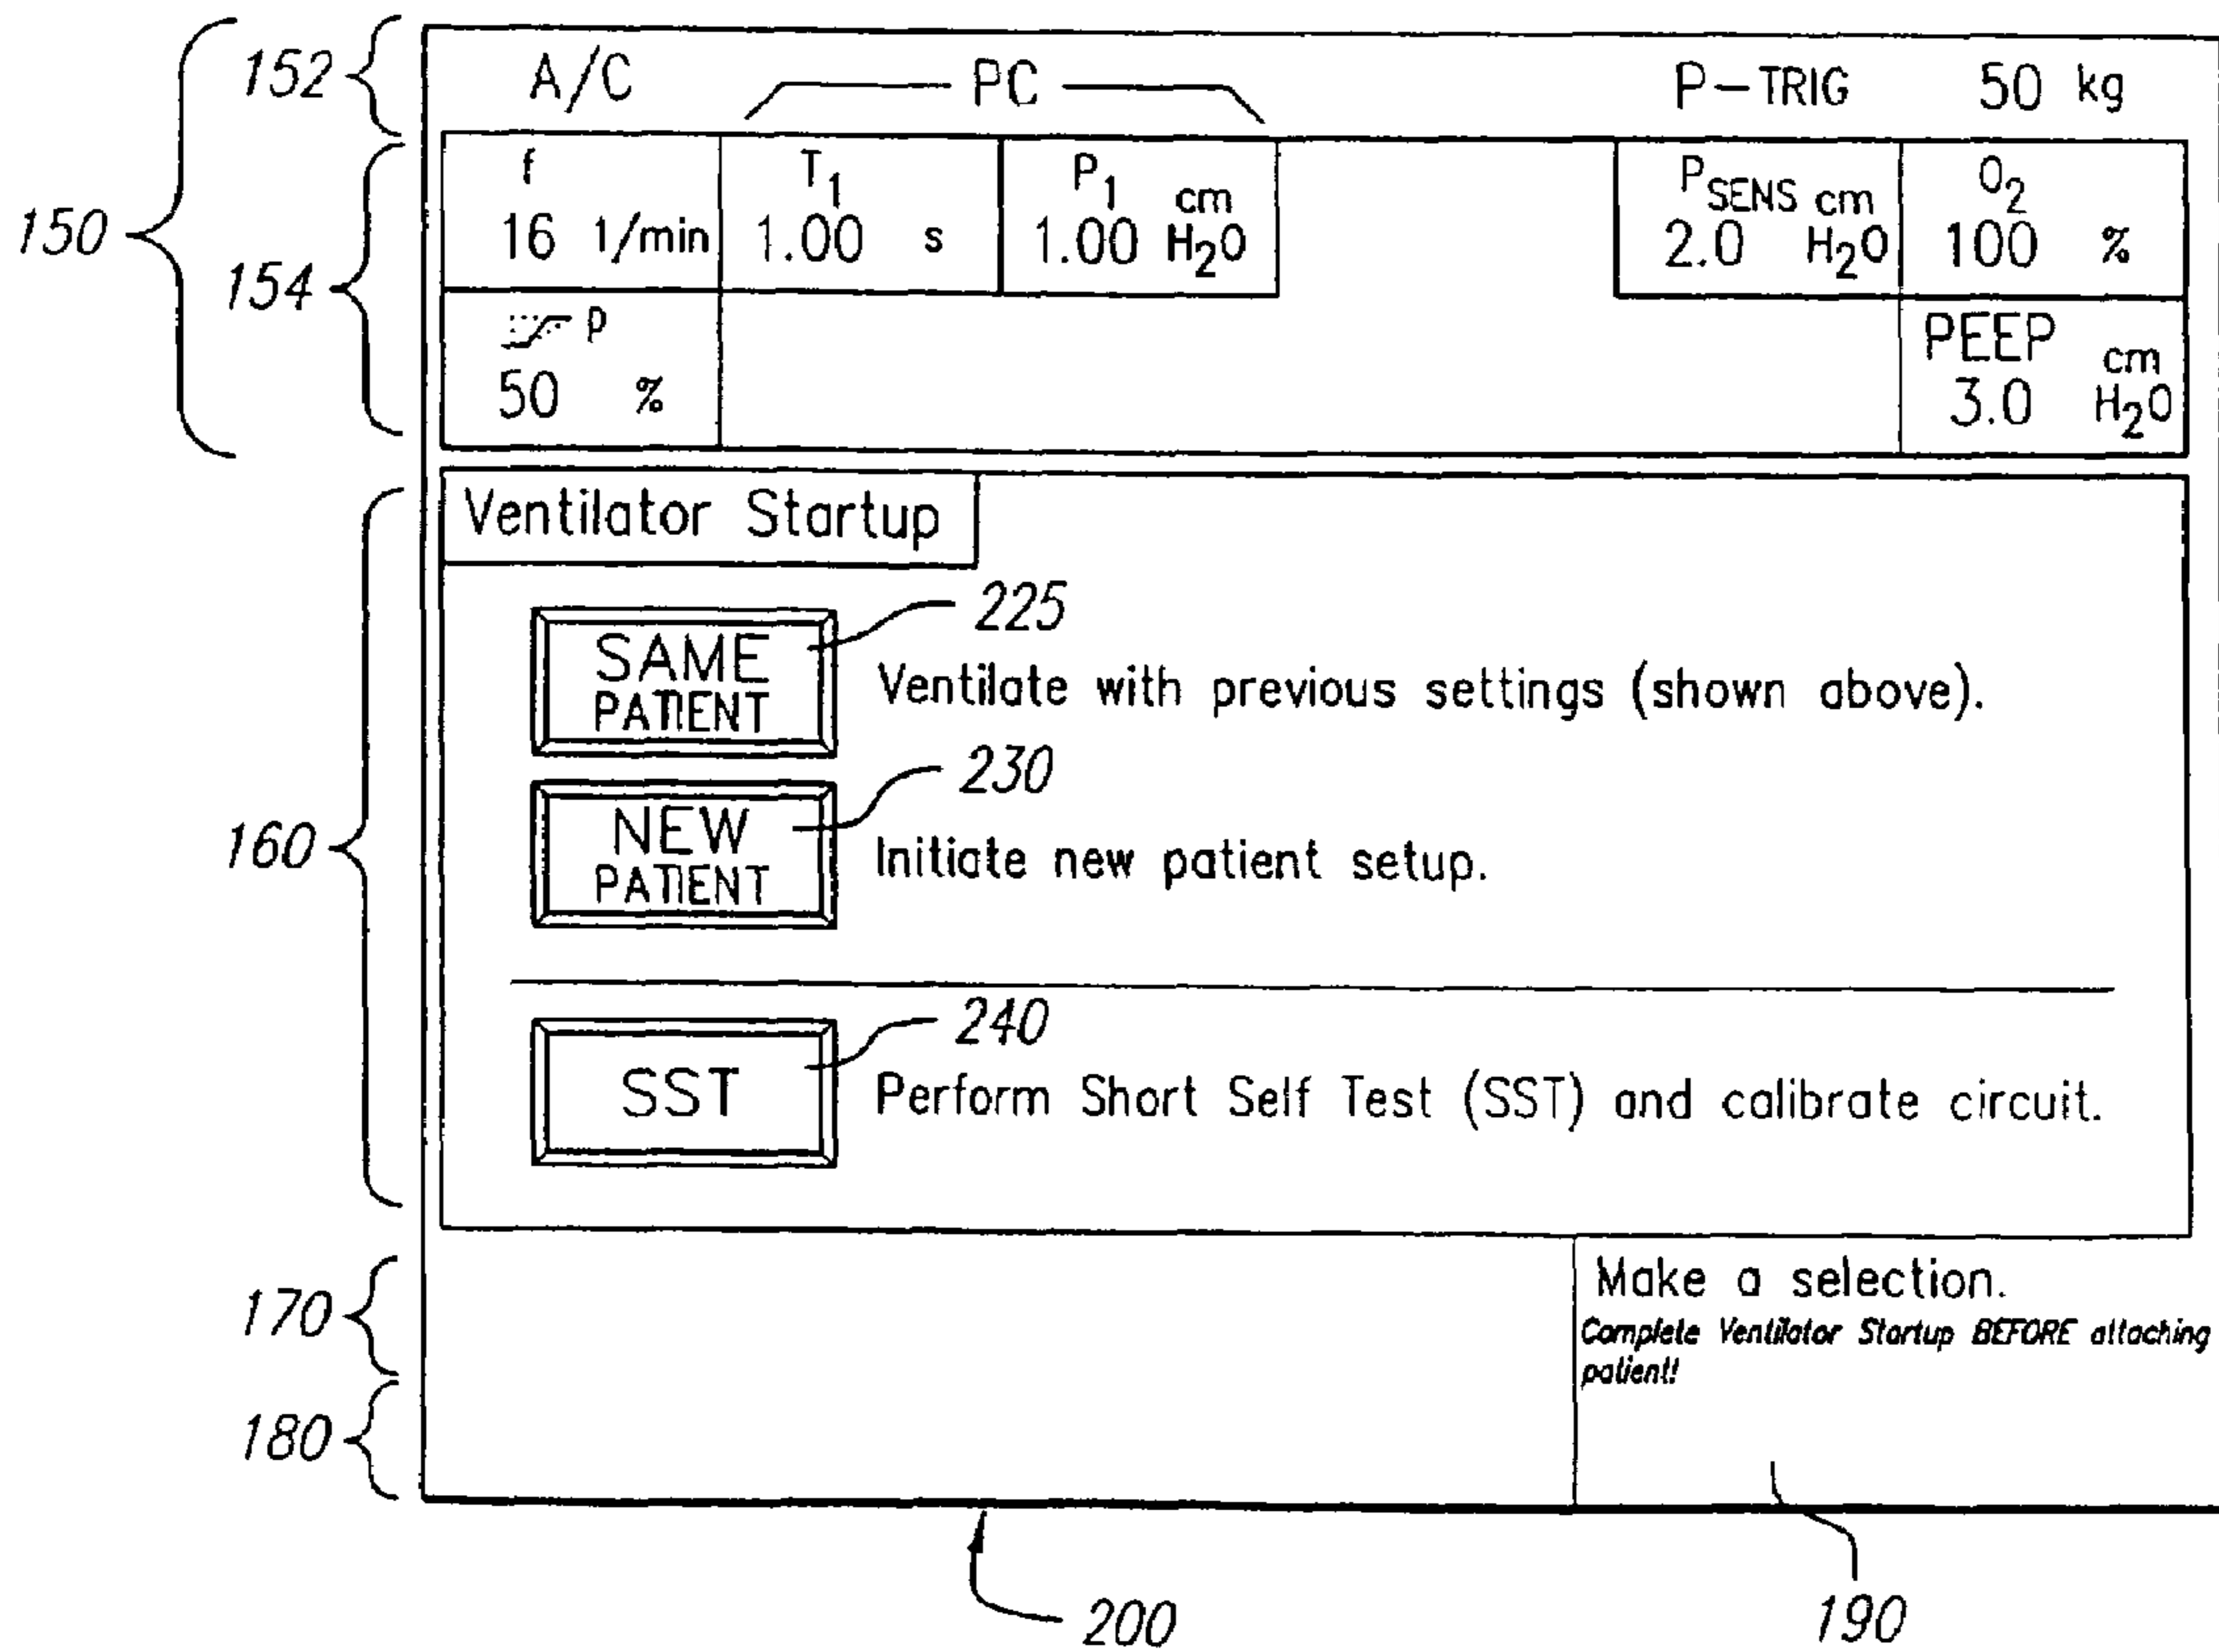 152
A/C PC P-TRIG 50 kg
150
154
f T1 P1 cm PSENS cm O2
16 1/min 1.00 s 1.00 H2O 2.0 H2O 100 %
P PEEP cm
50 % 3.0 H2O
160
Ventilator Startup
225
SAME
PATIENT
Ventilate with previous settings (shown above).
230
NEW
PATIENT
Initiate new patient setup.
240
SST
Perform Short Self Test (SST) and calibrate circuit.
170
Make a selection.
Complete Ventilator Startup BEFORE attaching
patient!
180
200
190